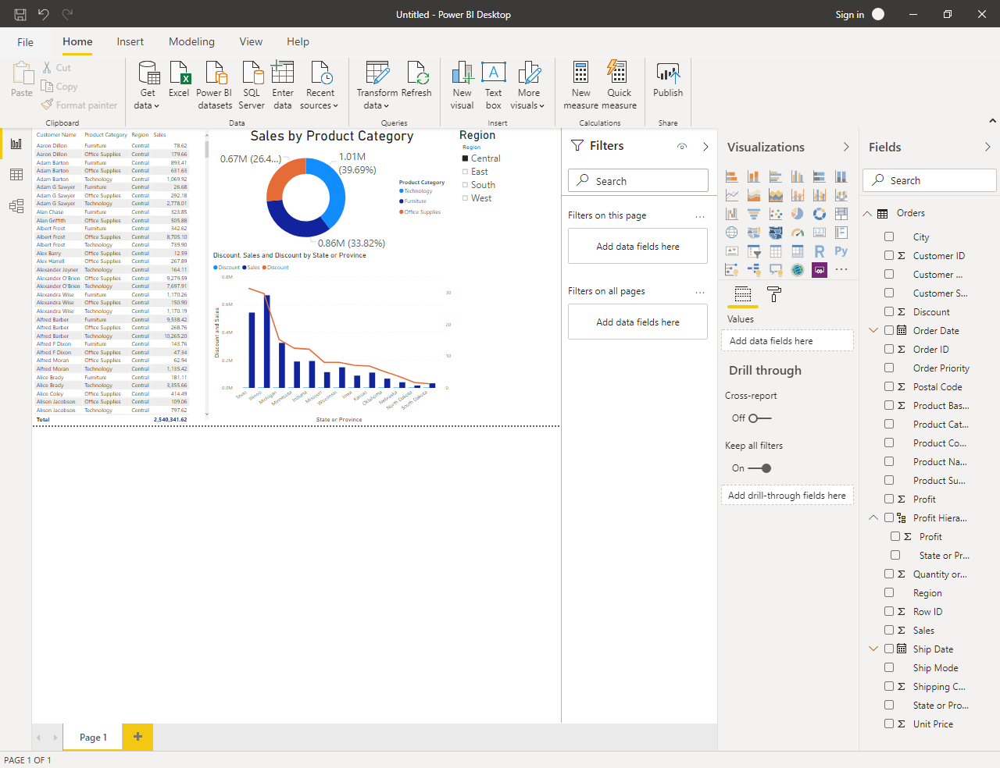 Untitled - Power BI Desktop
Sign in
File
Home
Insert
Modeling
View
Help
Paste
Cut
Copy
Format painter
Clipboard
Get data
Excel
Power BI datasets
SQL Server
Enter data
Recent sources
Data
Transform data
Refresh
Queries
New visual
Text box
More visuals
Insert
New measure
Quick measure
Calculations
Publish
Share
Customer Name Product Category Region Sales
Aaron Dillon Furniture Central 78.62
Aaron Dillon Office Supplies Central 179.66
Adam Barton Furniture Central 893.41
Adam Barton Office Supplies Central 631.63
Adam Barton Technology Central 1,069.92
Adam G Sawyer Furniture Central 26.68
Adam G Sawyer Office Supplies Central 292.18
Adam G Sawyer Technology Central 2,778.01
Alan Chase Furniture Central 323.85
Alan Griffith Office Supplies Central 505.88
Albert Frost Furniture Central 342.62
Albert Frost Office Supplies Central 8,705.10
Albert Frost Technology Central 739.90
Alex Barry Office Supplies Central 12.59
Alex Harrell Office Supplies Central 267.89
Alexander Joyner Technology Central 164.11
Alexander O'Brien Office Supplies Central 9,279.59
Alexander O'Brien Technology Central 7,697.91
Alexandra Wise Furniture Central 1,170.26
Alexandra Wise Office Supplies Central 150.90
Alexandra Wise Technology Central 1,170.19
Alfred Barber Furniture Central 9,538.42
Alfred Barber Office Supplies Central 268.76
Alfred Barber Technology Central 10,265.20
Alfred F Dixon Furniture Central 143.76
Alfred F Dixon Office Supplies Central 47.34
Alfred Moran Office Supplies Central 62.94
Alfred Moran Technology Central 1,135.42
Alice Brady Furniture Central 181.11
Alice Brady Technology Central 3,355.66
Alice Coley Office Supplies Central 414.49
Alison Jacobson Office Supplies Central 109.06
Alison Jacobson Technology Central 797.62
Total 2,540,341.62
Sales by Product Category
0.67M (26.4...)
1.01M
(39.69%)
0.86M (33.82%)
Product Category
Technology
Furniture
Office Supplies
Region
Region
Central
East
South
West
Discount, Sales and Discount by State or Province
Discount Sales Discount
Discount and Sales
0.8M
0.6M
0.4M
0.2M
0.0M
30
20
10
0
Texas
Illinois
Michigan
Minnesota
Indiana
Missouri
Wisconsin
Iowa
Kansas
Oklahoma
Nebraska
North Dakota
South Dakota
State or Province
Filters
Search
Filters on this page ...
Add data fields here
Filters on all pages ...
Add data fields here
Visualizations
R Py
...
Values
Add data fields here
Drill through
Cross-report
Off
Keep all filters
On
Add drill-through fields here
Fields
Search
Orders
City
Customer ID
Customer ...
Customer S...
Discount
Order Date
Order ID
Order Priority
Postal Code
Product Bas...
Product Cat...
Product Co...
Product Na...
Product Su...
Profit
Profit Hiera...
Profit
State or Pr...
Quantity or...
Region
Row ID
Sales
Ship Date
Ship Mode
Shipping C...
State or Pro...
Unit Price
Page 1
PAGE 1 OF 1